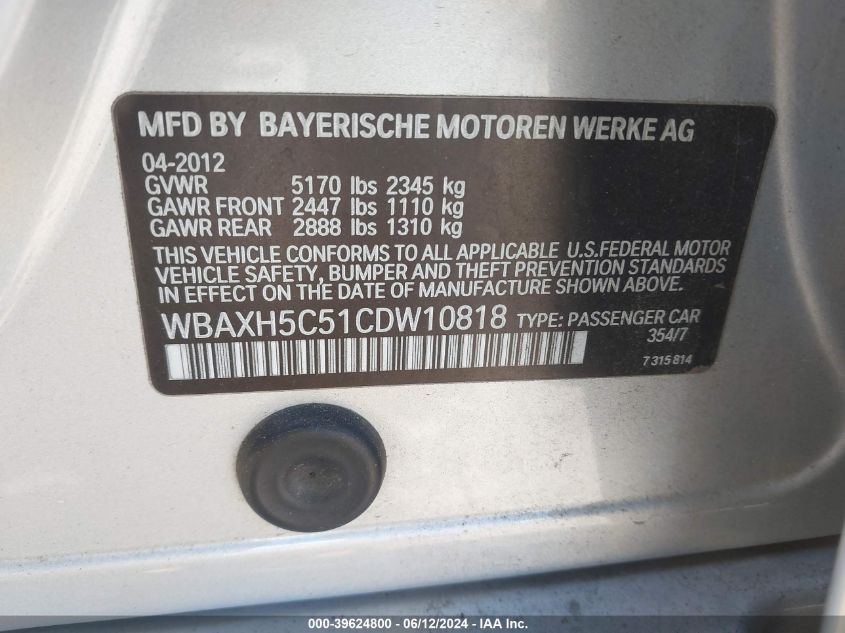 MFD BY BAYERISCHE MOTOREN WERKE AG
04-2012
GVWR 5170 lbs 2345 kg
GAWR FRONT 2447 lbs 1110 kg
GAWR REAR 2888 lbs 1310 kg
THIS VEHICLE CONFORMS TO ALL APPLICABLE U.S.FEDERAL MOTOR
VEHICLE SAFETY, BUMPER AND THEFT PREVENTION STANDARDS
IN EFFECT ON THE DATE OF MANUFACTURE SHOWN ABOVE.
WBAXH5C51CDW10818 TYPE: PASSENGER CAR
354/7
7 315 814
000-39624800 - 06/12/2024 - IAA Inc.